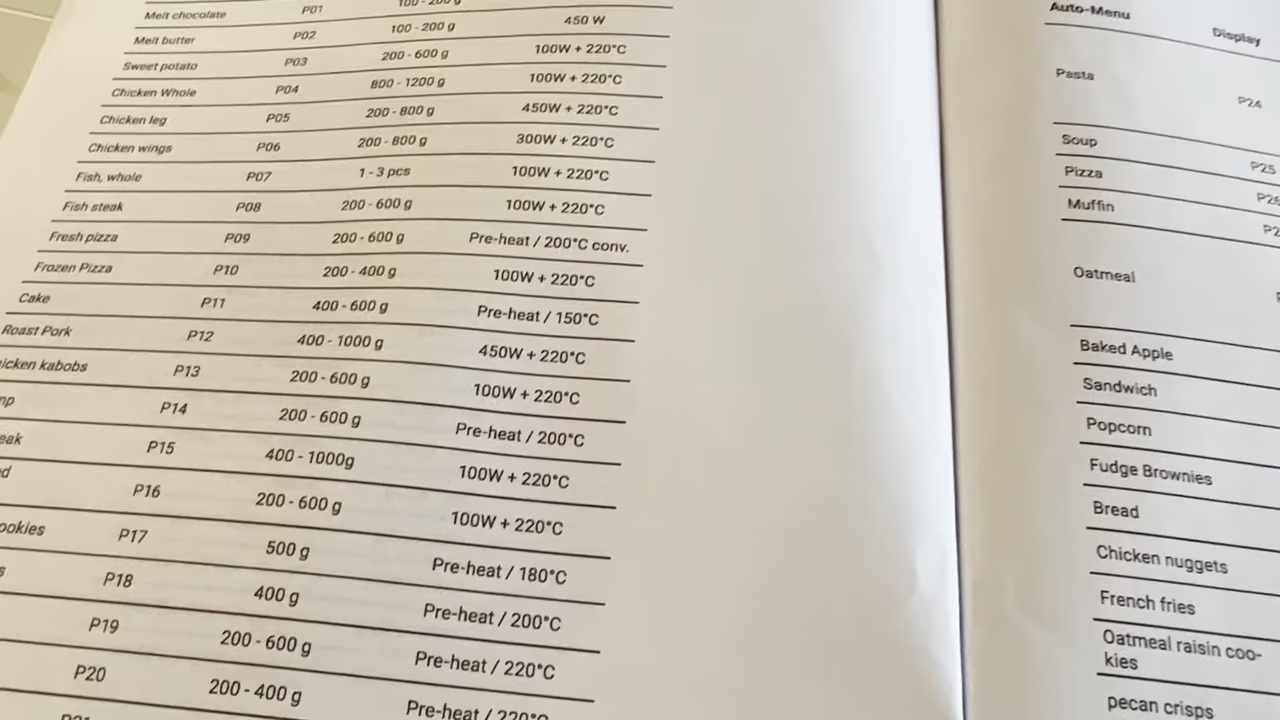 Melt chocolate P01 100 - 200 g
Melt butter P02 100 - 200 g 450 W
Sweet potato P03 200 - 600 g 100W + 220°C
Chicken Whole P04 800 - 1200 g 100W + 220°C
Chicken leg P05 200 - 800 g 450W + 220°C
Chicken wings P06 200 - 800 g 300W + 220°C
Fish, whole P07 1 - 3 pcs 100W + 220°C
Fish steak P08 200 - 600 g 100W + 220°C
Fresh pizza P09 200 - 600 g Pre-heat / 200°C conv.
Frozen Pizza P10 200 - 400 g 100W + 220°C
Cake P11 400 - 600 g Pre-heat / 150°C
Roast Pork P12 400 - 1000 g 450W + 220°C
icken kabobs P13 200 - 600 g 100W + 220°C
mp P14 200 - 600 g Pre-heat / 200°C
eak P15 400 - 1000g 100W + 220°C
d P16 200 - 600 g 100W + 220°C
ookies P17 500 g Pre-heat / 180°C
s P18 400 g Pre-heat / 200°C
P19 200 - 600 g Pre-heat / 220°C
P20 200 - 400 g Pre-heat / 220°C
Auto-Menu Display
Pasta P24
Soup P25
Pizza P26
Muffin
Oatmeal
Baked Apple
Sandwich
Popcorn
Fudge Brownies
Bread
Chicken nuggets
French fries
Oatmeal raisin coo-
kies
pecan crisps